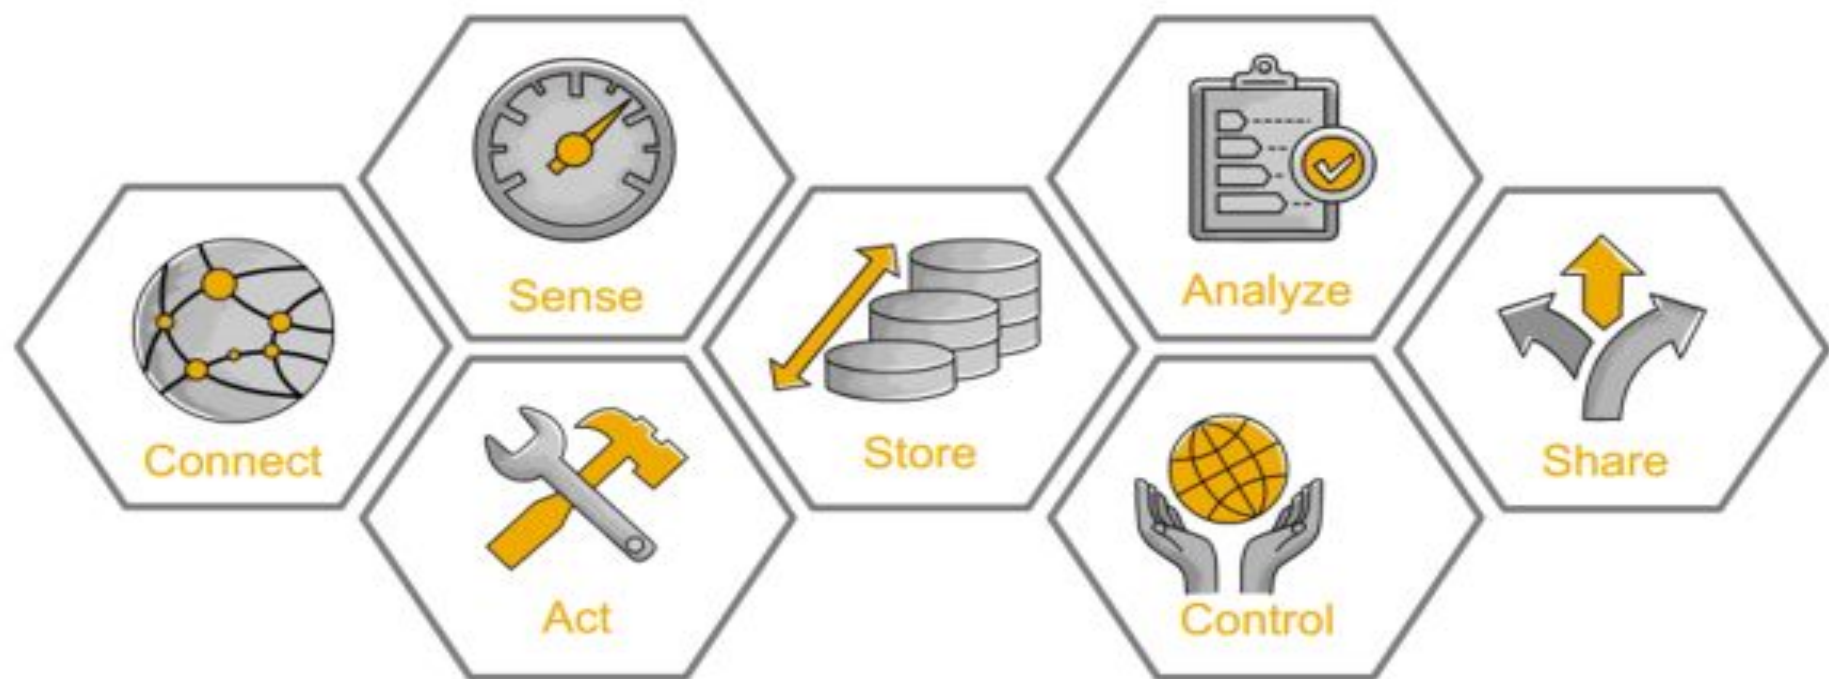 Connect
Sense
Act
Store
Analyze
Control
Share